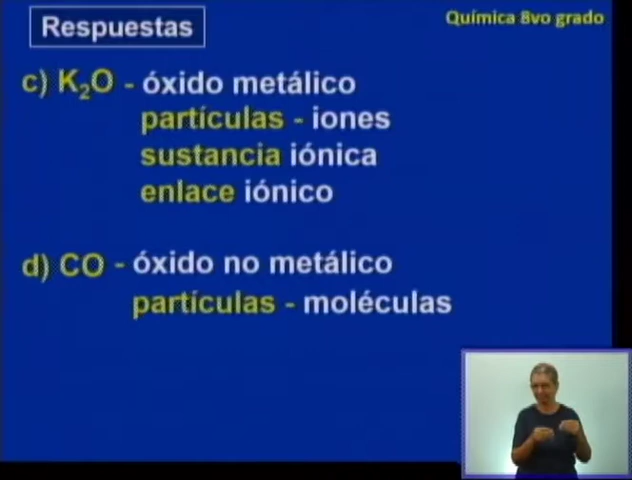 Respuestas
Química 8vo grado
c) K₂O - óxido metálico
partículas - iones
sustancia iónica
enlace iónico
d) CO - óxido no metálico
partículas - moléculas